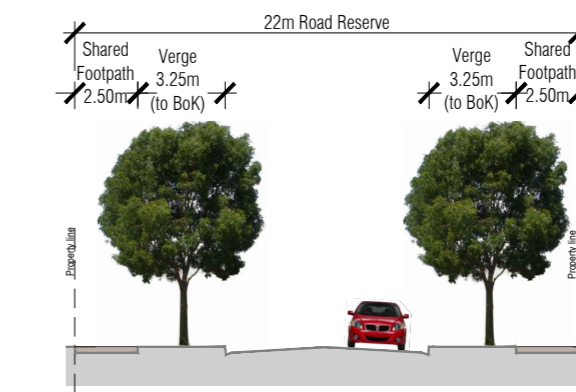 22m Road Reserve
Shared
Footpath
2.50m
Verge
3.25m
(to BoK)
Verge
3.25m
(to BoK)
Shared
Footpath
2.50m
Property line
Property line